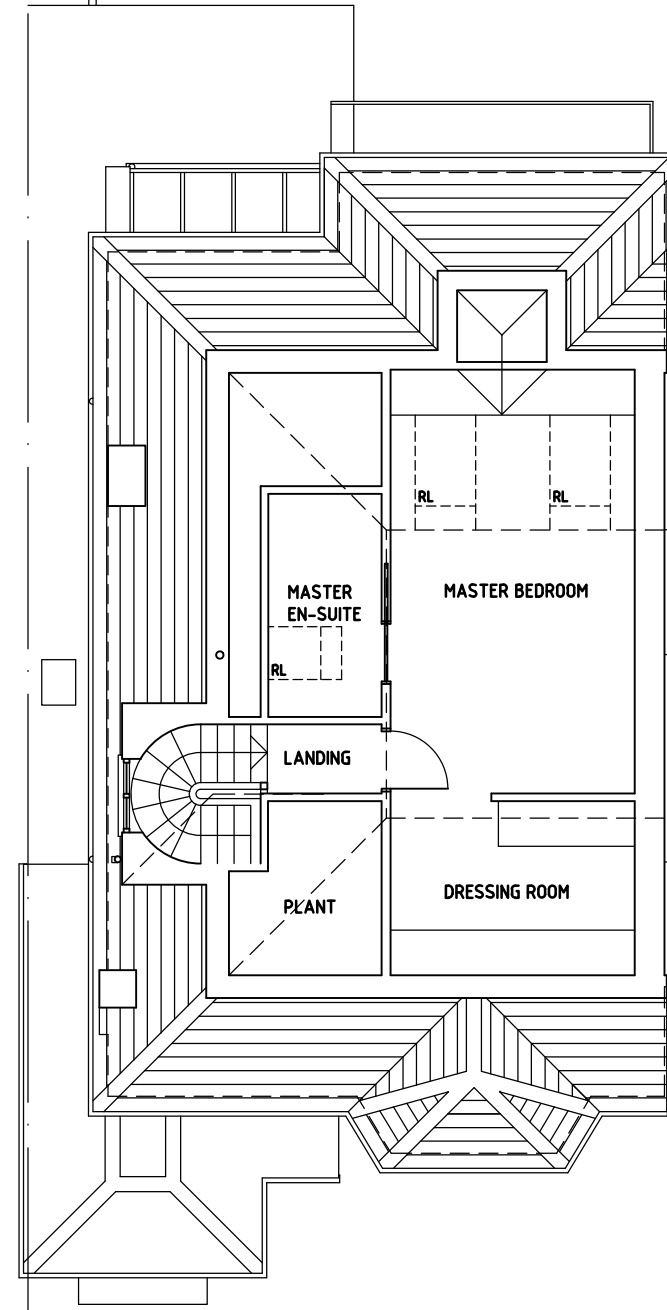 RL
RL
MASTER
EN-SUITE
MASTER BEDROOM
RL
LANDING
PLANT
DRESSING ROOM